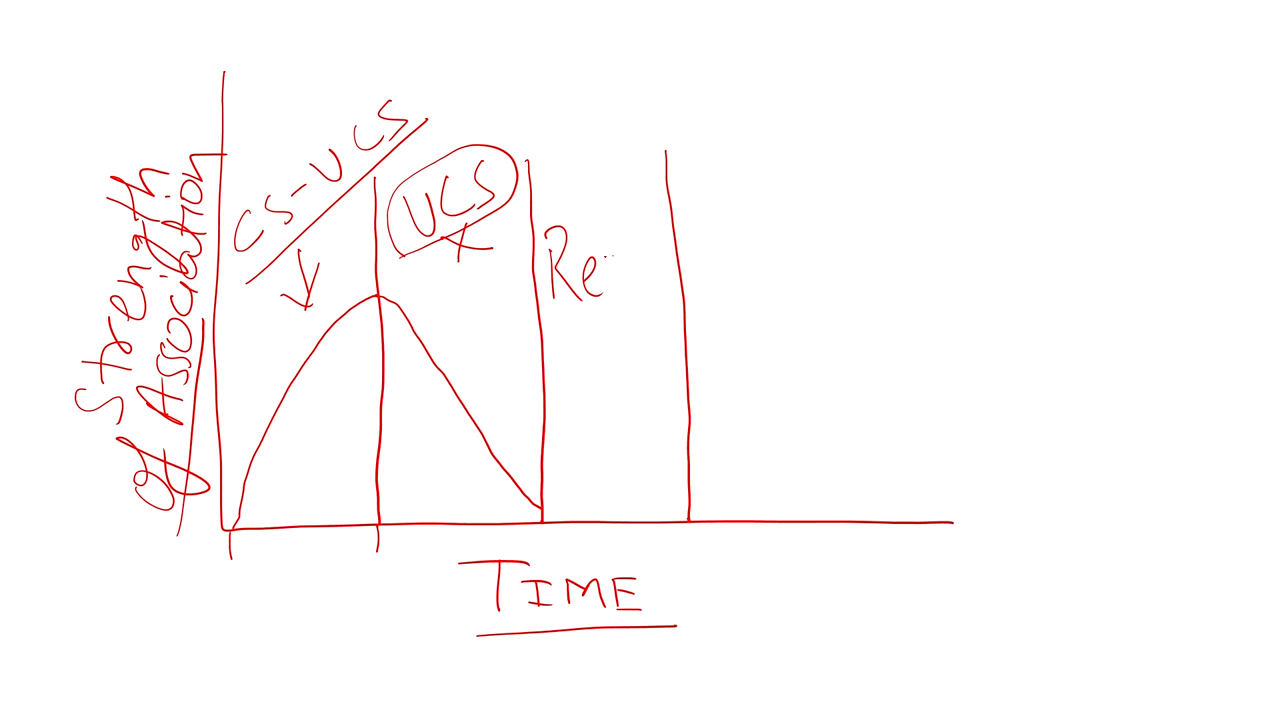 Strength
of Association
CS-UCS
UCS
Re
TIME